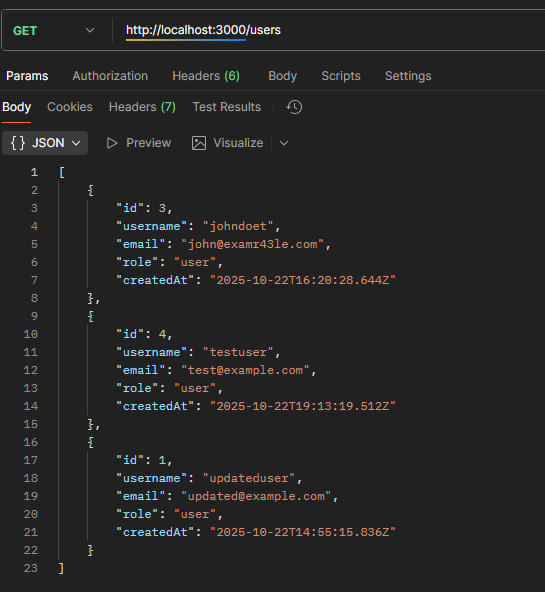 GET http://localhost:3000/users
Params Authorization Headers (6) Body Scripts Settings
Body Cookies Headers (7) Test Results
{} JSON Preview Visualize
1 [
2 {
3 "id": 3,
4 "username": "johndoet",
5 "email": "john@examr43le.com",
6 "role": "user",
7 "createdAt": "2025-10-22T16:20:28.644Z"
8 },
9 {
10 "id": 4,
11 "username": "testuser",
12 "email": "test@example.com",
13 "role": "user",
14 "createdAt": "2025-10-22T19:13:19.512Z"
15 },
16 {
17 "id": 1,
18 "username": "updateduser",
19 "email": "updated@example.com",
20 "role": "user",
21 "createdAt": "2025-10-22T14:55:15.836Z"
22 }
23 ]